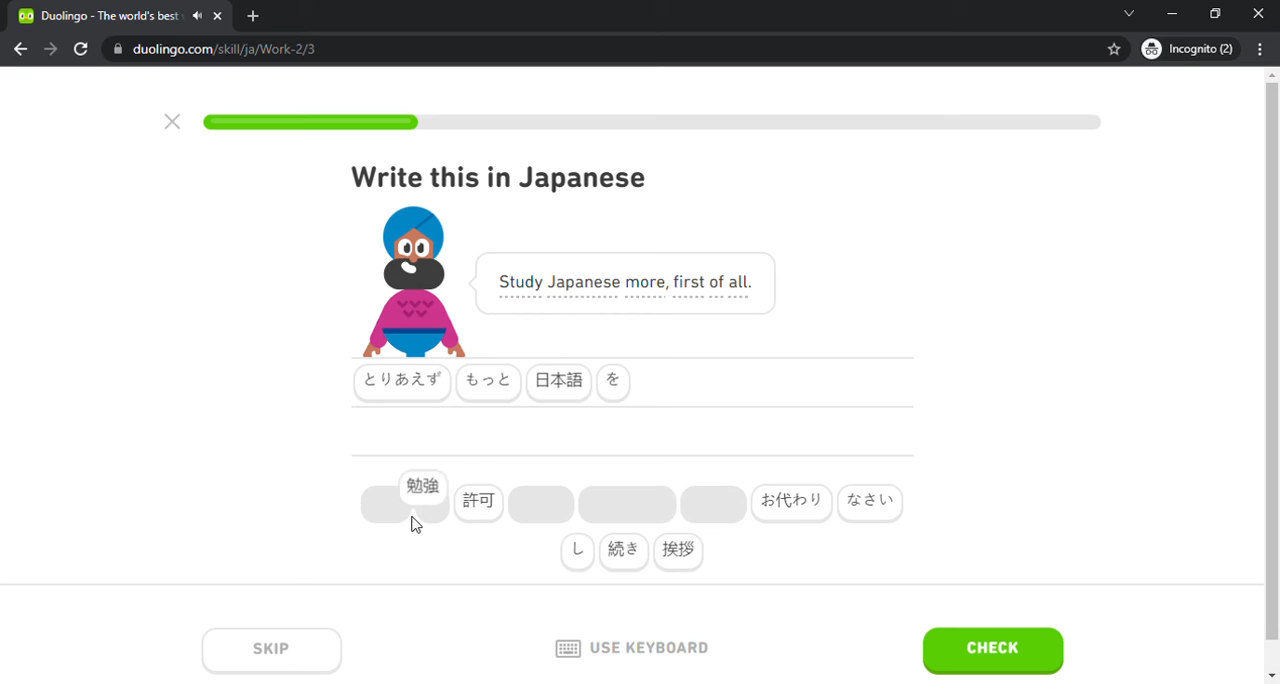 Duolingo - The world's best
duolingo.com/skill/ja/Work-2/3
Incognito (2)
Write this in Japanese
Study Japanese more, first of all.
とりあえず もっと 日本語 を
勉強 許可 お代わり なさい
し 続き 挨拶
SKIP USE KEYBOARD CHECK